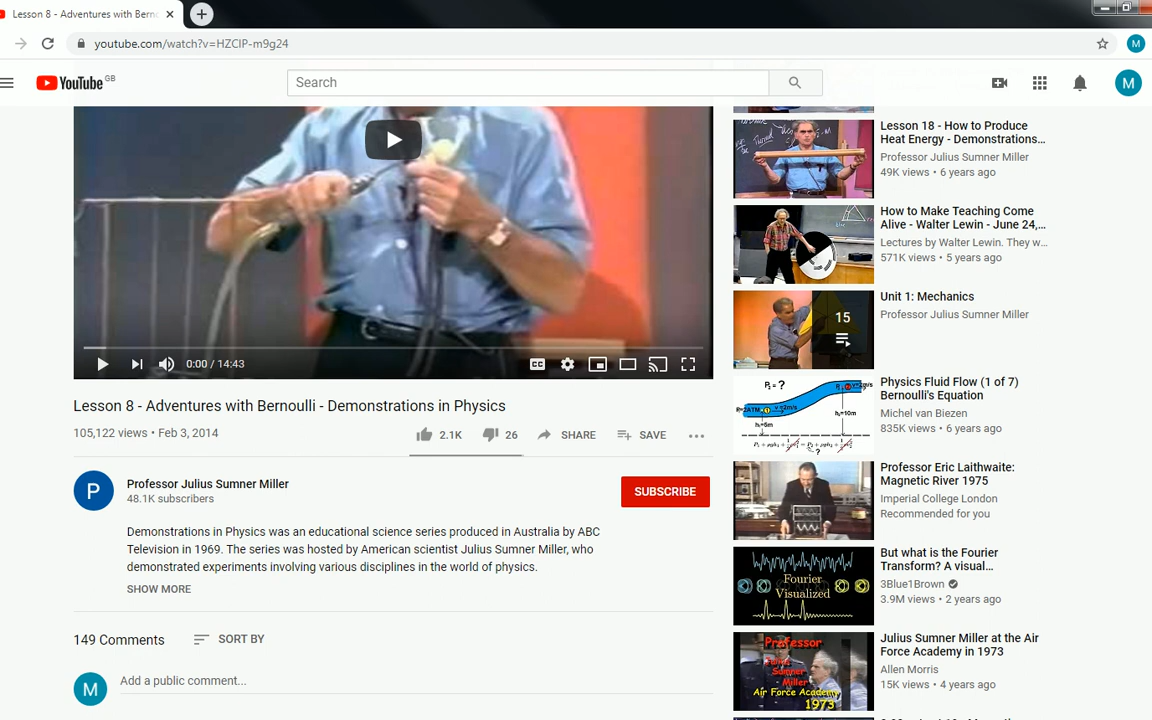 Lesson 8 - Adventures with Bern
youtube.com/watch?v=HZCIP-m9g24
M
YouTube GB
Search
M
0:00 / 14:43
CC
Lesson 8 - Adventures with Bernoulli - Demonstrations in Physics
105,122 views • Feb 3, 2014
2.1K
26
SHARE
SAVE
P
Professor Julius Sumner Miller
48.1K subscribers
SUBSCRIBE
Demonstrations in Physics was an educational science series produced in Australia by ABC
Television in 1969. The series was hosted by American scientist Julius Sumner Miller, who
demonstrated experiments involving various disciplines in the world of physics.
SHOW MORE
149 Comments
SORT BY
M
Add a public comment...
Lesson 18 - How to Produce
Heat Energy - Demonstrations...
Professor Julius Sumner Miller
49K views • 6 years ago
How to Make Teaching Come
Alive - Walter Lewin - June 24,...
Lectures by Walter Lewin. They w...
571K views • 5 years ago
15
Unit 1: Mechanics
Professor Julius Sumner Miller
P₂ = ?
h₂=10m
Physics Fluid Flow (1 of 7)
Bernoulli's Equation
Michel van Biezen
835K views • 6 years ago
Professor Eric Laithwaite:
Magnetic River 1975
Imperial College London
Recommended for you
Fourier
Visualized
But what is the Fourier
Transform? A visual...
3Blue1Brown
3.9M views • 2 years ago
Professor
Julius
Sumner
Miller
Air Force Academy
1973
Julius Sumner Miller at the Air
Force Academy in 1973
Allen Morris
15K views • 4 years ago